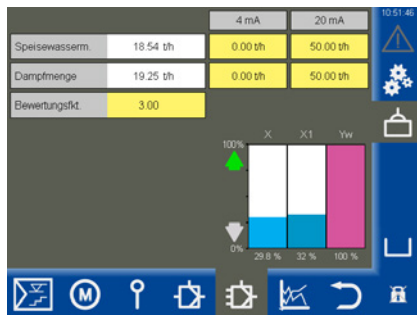 10:51:46
4 mA 20 mA
Speisewasserm. 18.54 t/h 0.00 t/h 50.00 t/h
Dampfmenge 19.25 t/h 0.00 t/h 50.00 t/h
Bewertungsfkt. 3.00
X X1 Yw
100%
0%
29.8 % 32 % 100 %
M